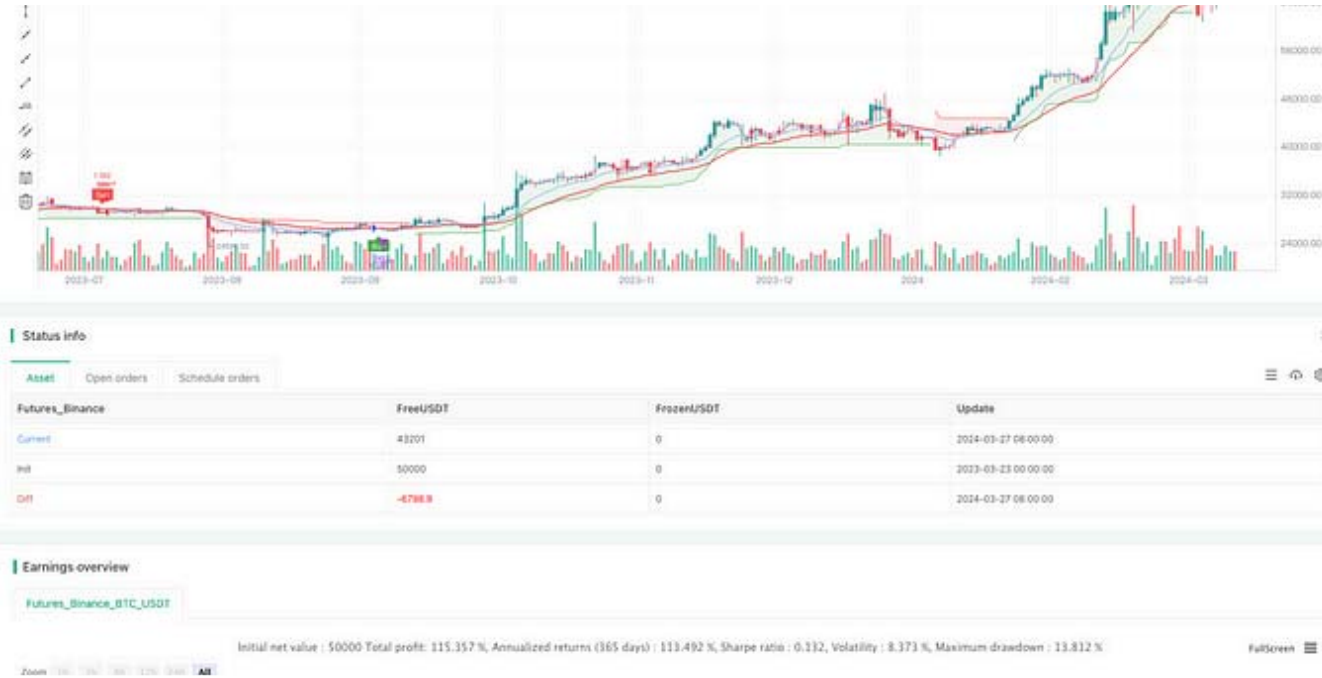 56000.00
48000.00
40000.00
32000.00
24000.00
2023-07 2023-08 2023-09 2023-10 2023-11 2023-12 2024 2024-02 2024-03
Status info
Asset Open orders Schedule orders
Futures_Binance FreeUSDT FrozenUSDT Update
Current 43201 0 2024-03-27 08:00:00
Init 50000 0 2023-03-23 00:00:00
Diff -6798.9 0 2024-03-27 08:00:00
Earnings overview
Futures_Binance_BTC_USDT
Initial net value : 50000 Total profit: 115.357 %, Annualized returns (365 days) : 113.492 %, Sharpe ratio : 0.132, Volatility : 8.373 %, Maximum drawdown : 13.812 %
FullScreen
Zoom All